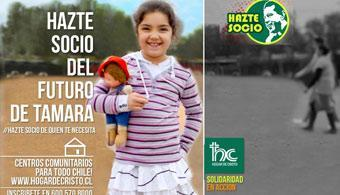 HAZTE
SOCIO
DEL
FUTURO
DE TAMARA
//HAZTE SOCIO DE QUIEN TE NECESITA
CENTROS COMUNITARIOS
PARA TODO CHILE!
WWW.HOGARDECRISTO.CL
INSCRIBETE EN 600 570 8000
HAZTE
SOCIO
hc
HOGAR DE CRISTO
SOLIDARIDAD
EN ACCION